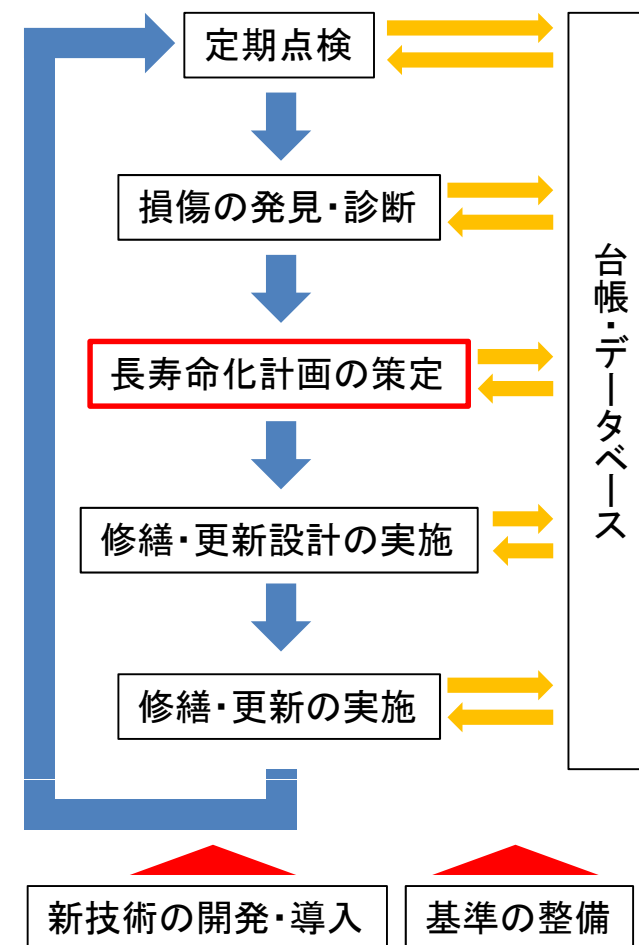 定期点検
損傷の発見・診断
長寿命化計画の策定
修繕・更新設計の実施
修繕・更新の実施
台帳・データベース
新技術の開発・導入
基準の整備